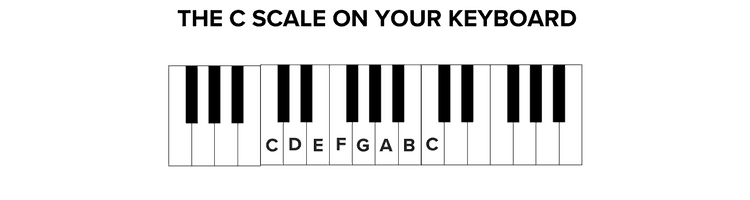 THE C SCALE ON YOUR KEYBOARD
C D E F G A B C